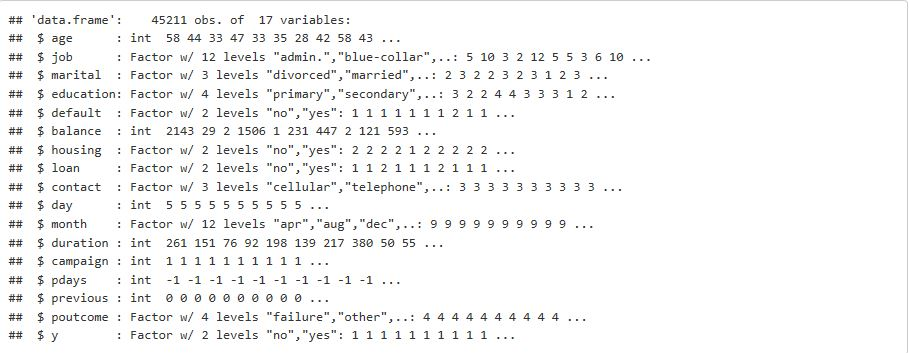 ## 'data.frame':    45211 obs. of  17 variables:
##  $ age      : int  58 44 33 47 33 35 28 42 58 43 ...
##  $ job      : Factor w/ 12 levels "admin.","blue-collar",..: 5 10 3 2 12 5 5 3 6 10 ...
##  $ marital  : Factor w/ 3 levels "divorced","married",..: 2 3 2 2 3 2 3 1 2 3 ...
##  $ education: Factor w/ 4 levels "primary","secondary",..: 3 2 2 4 4 3 3 3 1 2 ...
##  $ default  : Factor w/ 2 levels "no","yes": 1 1 1 1 1 1 1 2 1 1 ...
##  $ balance  : int  2143 29 2 1506 1 231 447 2 121 593 ...
##  $ housing  : Factor w/ 2 levels "no","yes": 2 2 2 2 1 2 2 2 2 2 ...
##  $ loan     : Factor w/ 2 levels "no","yes": 1 1 2 1 1 1 2 1 1 1 ...
##  $ contact  : Factor w/ 3 levels "cellular","telephone",..: 3 3 3 3 3 3 3 3 3 3 ...
##  $ day      : int  5 5 5 5 5 5 5 5 5 5 ...
##  $ month    : Factor w/ 12 levels "apr","aug","dec",..: 9 9 9 9 9 9 9 9 9 9 ...
##  $ duration : int  261 151 76 92 198 139 217 380 50 55 ...
##  $ campaign : int  1 1 1 1 1 1 1 1 1 1 ...
##  $ pdays    : int  -1 -1 -1 -1 -1 -1 -1 -1 -1 -1 ...
##  $ previous : int  0 0 0 0 0 0 0 0 0 0 ...
##  $ poutcome : Factor w/ 4 levels "failure","other",..: 4 4 4 4 4 4 4 4 4 4 ...
##  $ y        : Factor w/ 2 levels "no","yes": 1 1 1 1 1 1 1 1 1 1 ...